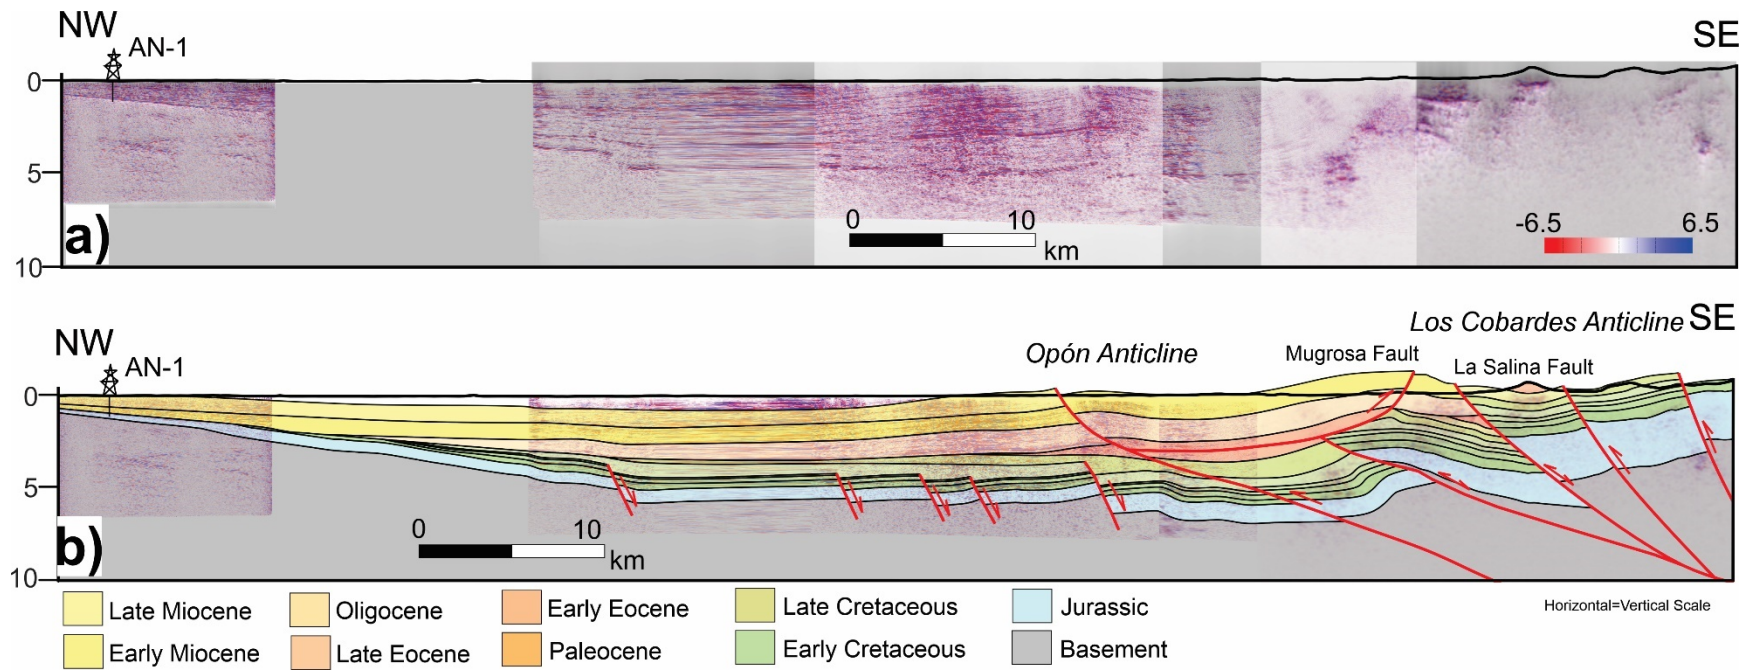 NW
SE
AN-1
0
5
10
a)
0 10
km
-6.5 6.5
NW
SE
AN-1
Opón Anticline
Los Cobardes Anticline
Mugrosa Fault
La Salina Fault
0
5
10
b)
0 10
km
Late Miocene
Oligocene
Early Eocene
Late Cretaceous
Jurassic
Horizontal=Vertical Scale
Early Miocene
Late Eocene
Paleocene
Early Cretaceous
Basement